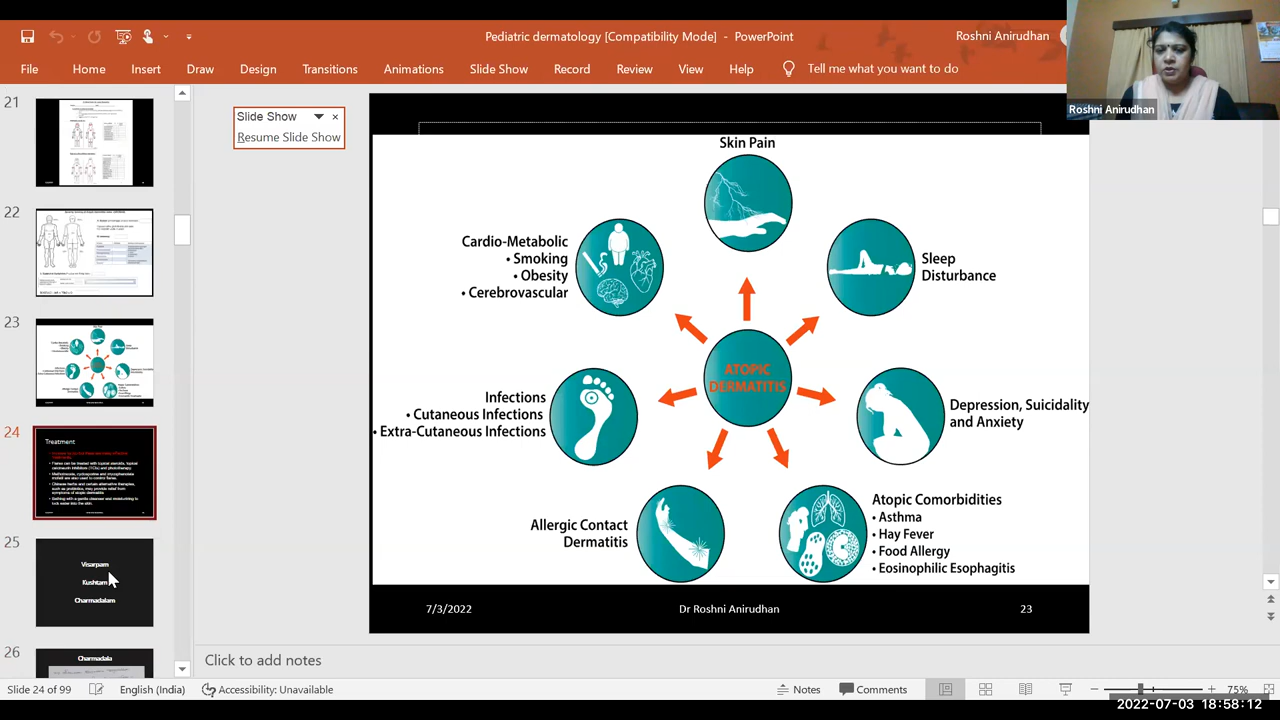 Pediatric dermatology [Compatibility Mode] - PowerPoint
Roshni Anirudhan
File Home Insert Draw Design Transitions Animations Slide Show Record Review View Help Tell me what you want to do
Roshni Anirudhan
Slide Show
Resume Slide Show
21
22
23
24
Treatment
25
Visarpam
Kushtam
Charmadalam
26
Charmadala
Skin Pain
Cardio-Metabolic
• Smoking
• Obesity
• Cerebrovascular
Sleep
Disturbance
ATOPIC
DERMATITIS
Infections
• Cutaneous Infections
• Extra-Cutaneous Infections
Depression, Suicidality
and Anxiety
Allergic Contact
Dermatitis
Atopic Comorbidities
• Asthma
• Hay Fever
• Food Allergy
• Eosinophilic Esophagitis
7/3/2022
Dr Roshni Anirudhan
23
Click to add notes
Slide 24 of 99 English (India) Accessibility: Unavailable Notes Comments 75%
2022-07-03 18:58:12